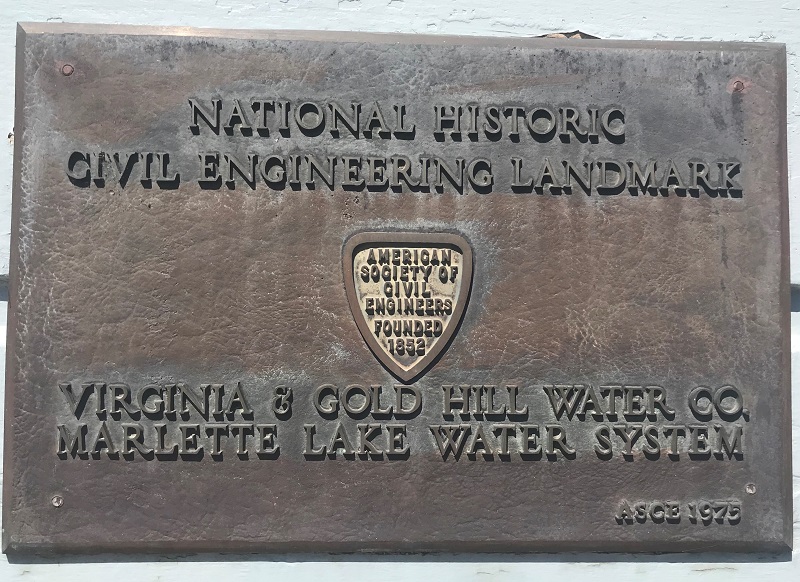 NATIONAL HISTORIC
CIVIL ENGINEERING LANDMARK
AMERICAN
SOCIETY OF
CIVIL
ENGINEERS
FOUNDED
1852
VIRGINIA & GOLD HILL WATER CO.
MARLETTE LAKE WATER SYSTEM
ASCE 1975